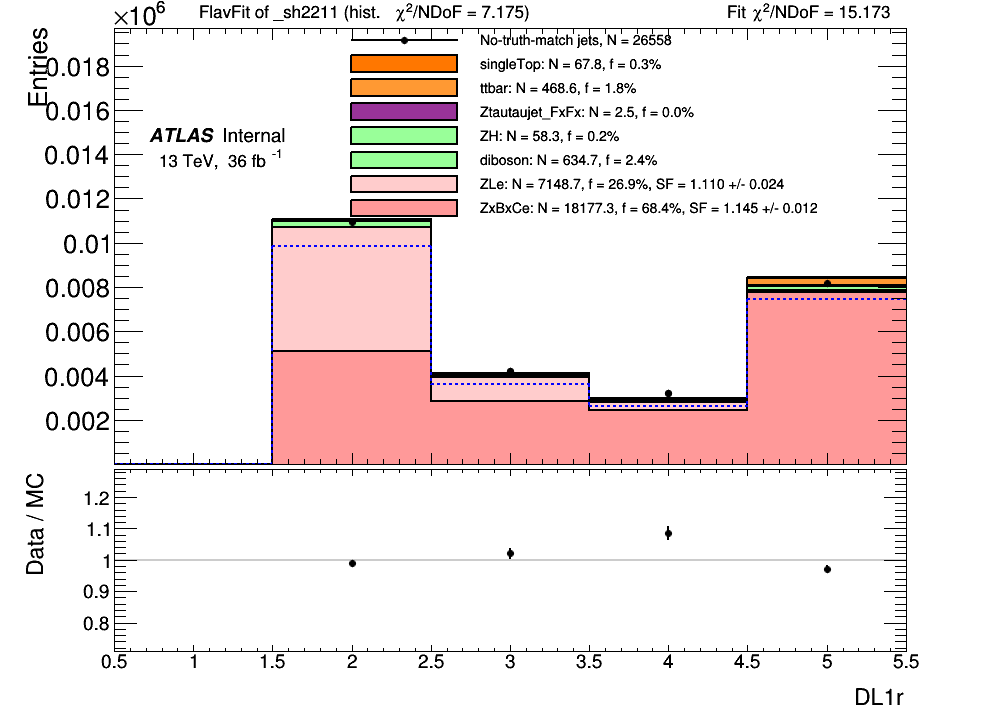 ×10⁶
FlavFit of _sh2211 (hist. χ²/NDoF = 7.175)
Fit χ²/NDoF = 15.173
Entries
0.018
0.016
0.014
0.012
0.01
0.008
0.006
0.004
0.002
No-truth-match jets, N = 26558
singleTop: N = 67.8, f = 0.3%
ttbar: N = 468.6, f = 1.8%
Ztautaujet_FxFx: N = 2.5, f = 0.0%
ZH: N = 58.3, f = 0.2%
diboson: N = 634.7, f = 2.4%
ZLe: N = 7148.7, f = 26.9%, SF = 1.110 +/- 0.024
ZxBxCe: N = 18177.3, f = 68.4%, SF = 1.145 +/- 0.012
ATLAS Internal
13 TeV, 36 fb⁻¹
Data / MC
1.2
1.1
1
0.9
0.8
0.5 1 1.5 2 2.5 3 3.5 4 4.5 5 5.5
DL1r